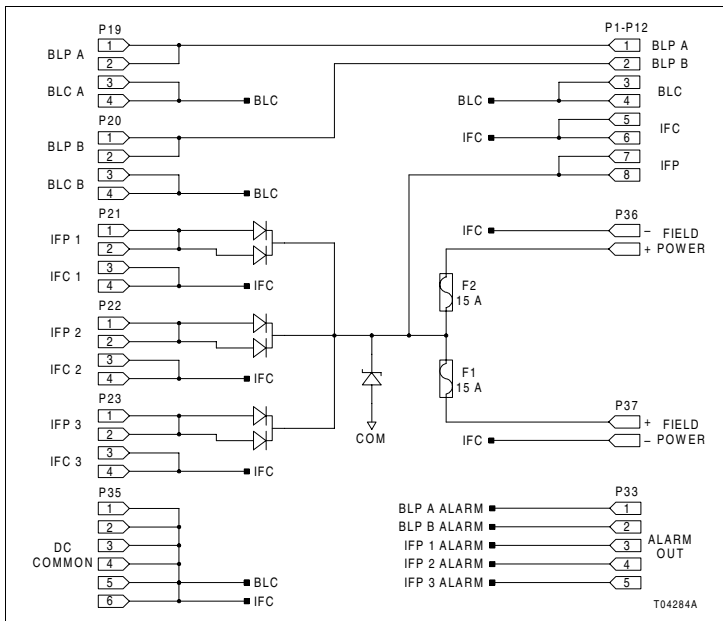 P19
BLP A
1
2
BLC A
3
4
BLC
P20
BLP B
1
2
BLC B
3
4
BLC
P21
IFP 1
1
2
IFC 1
3
4
IFC
P22
IFP 2
1
2
IFC 2
3
4
IFC
P23
IFP 3
1
2
IFC 3
3
4
IFC
P35
DC
COMMON
1
2
3
4
5
6
BLC
IFC
COM
P1-P12
1 BLP A
2 BLP B
BLC
3
4
BLC
IFC
5
6
IFC
7
8
IFP
P36
IFC
– FIELD
+ POWER
F2
15 A
F1
15 A
P37
+ FIELD
IFC
– POWER
P33
BLP A ALARM 1
BLP B ALARM 2
IFP 1 ALARM 3
IFP 2 ALARM 4
IFP 3 ALARM 5
ALARM
OUT
T04284A